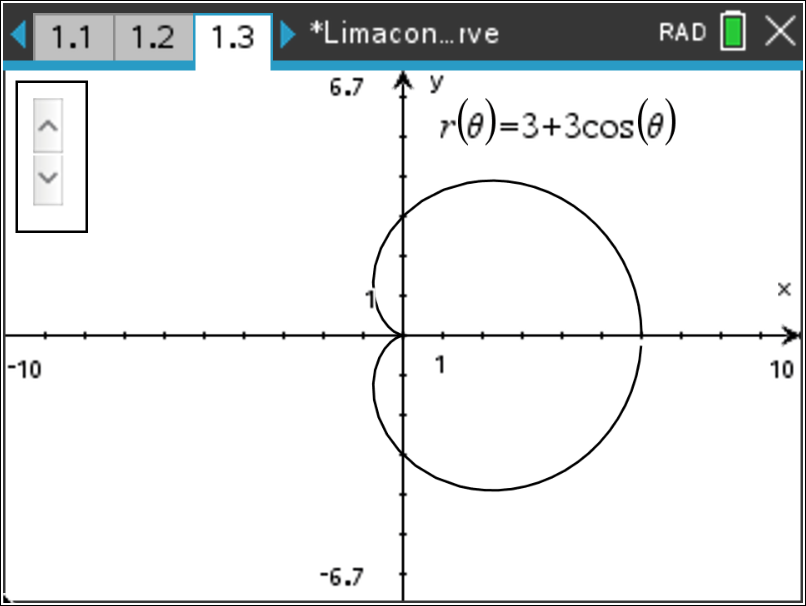 1.1 1.2 1.3 *Limacon...rve RAD
6.7 y
r(θ)=3+3cos(θ)
x
1
-10 1 10
-6.7